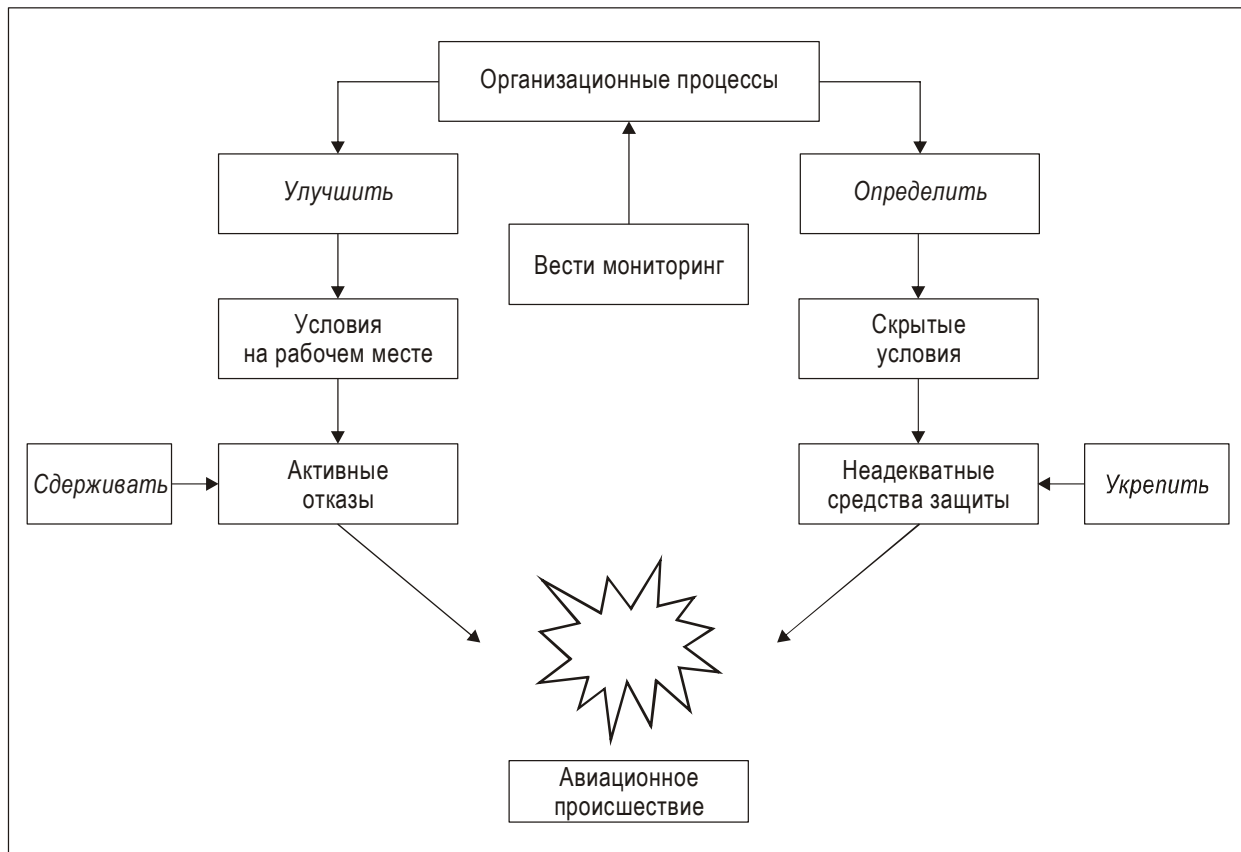 Организационные процессы
Улучшить
Определить
Вести мониторинг
Условия
на рабочем месте
Скрытые
условия
Сдерживать
Активные
отказы
Неадекватные
средства защиты
Укрепить
Авиационное
происшествие